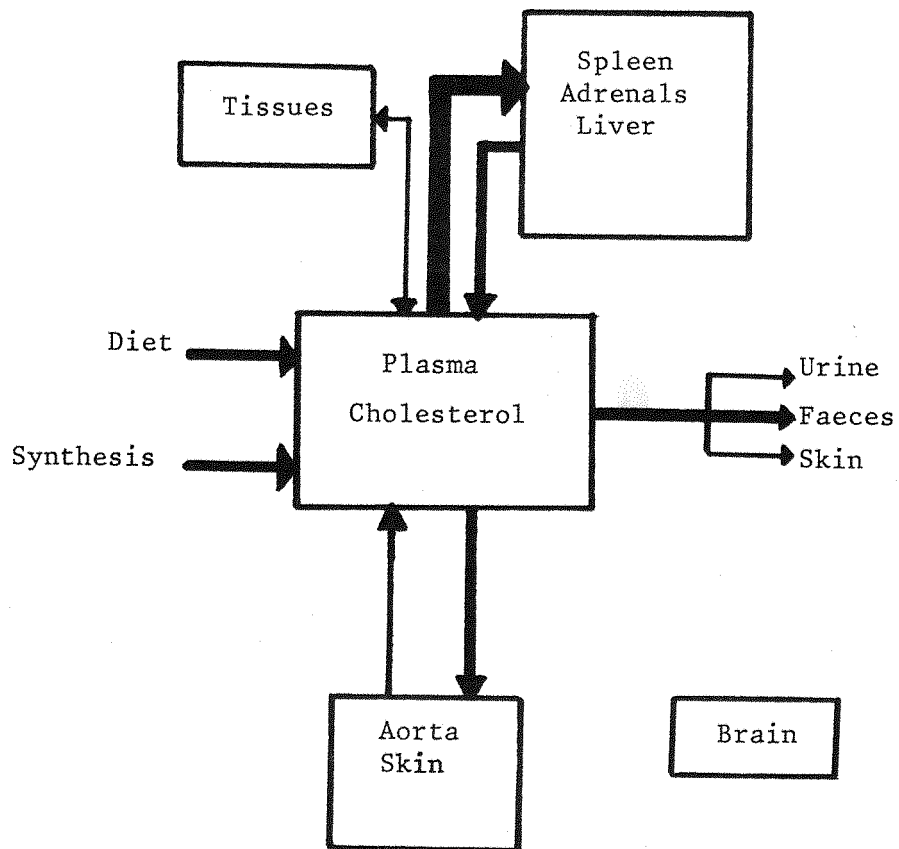 Tissues
Spleen
Adrenals
Liver
Diet
Synthesis
Plasma
Cholesterol
Urine
Faeces
Skin
Aorta
Skin
Brain